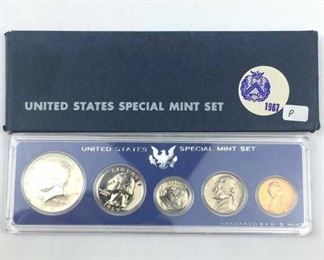 UNITED STATES SPECIAL MINT SET
1967
P
UNITED STATES SPECIAL MINT SET
LIBERTY
PACKAGED BY U.S. MINT